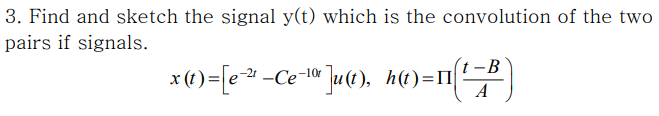 3. Find and sketch the signal y(t) which is the convolution of the two
pairs if signals.
x(t)=[e^{-2t} -Ce^{-10t}]u(t), h(t)=Π((t-B)/A)